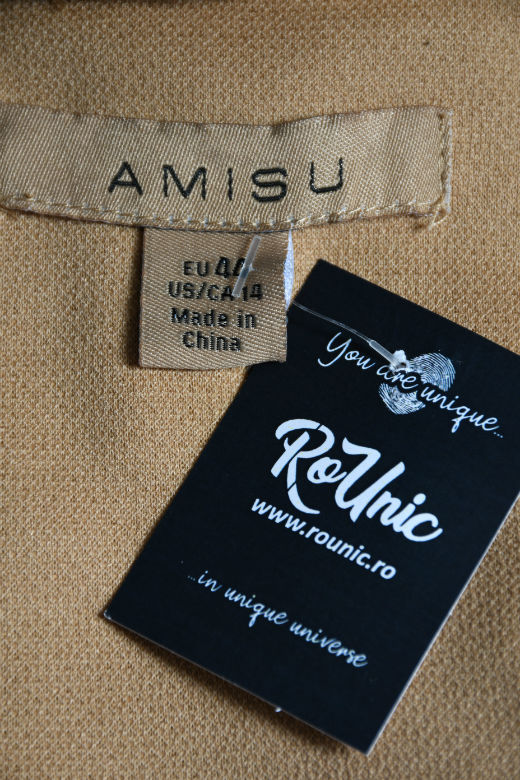 AMISU
EU 44
US/CA 14
Made in
China
You are unique...
RoUnic
www.rounic.ro
...in unique universe